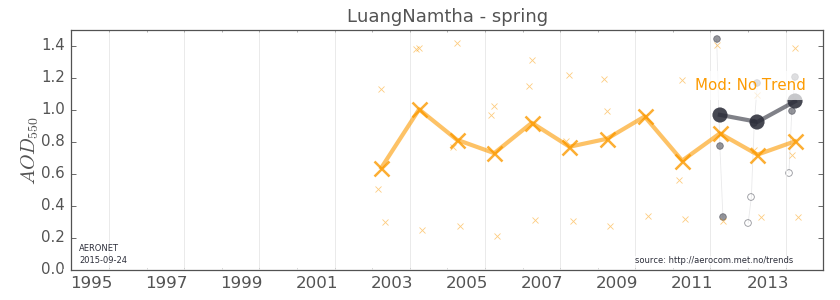 LuangNamtha - spring
1.4
1.2
1.0
0.8
0.6
0.4
0.2
0.0
AOD550
Mod: No Trend
AERONET
2015-09-24
source: http://aerocom.met.no/trends
1995 1997 1999 2001 2003 2005 2007 2009 2011 2013